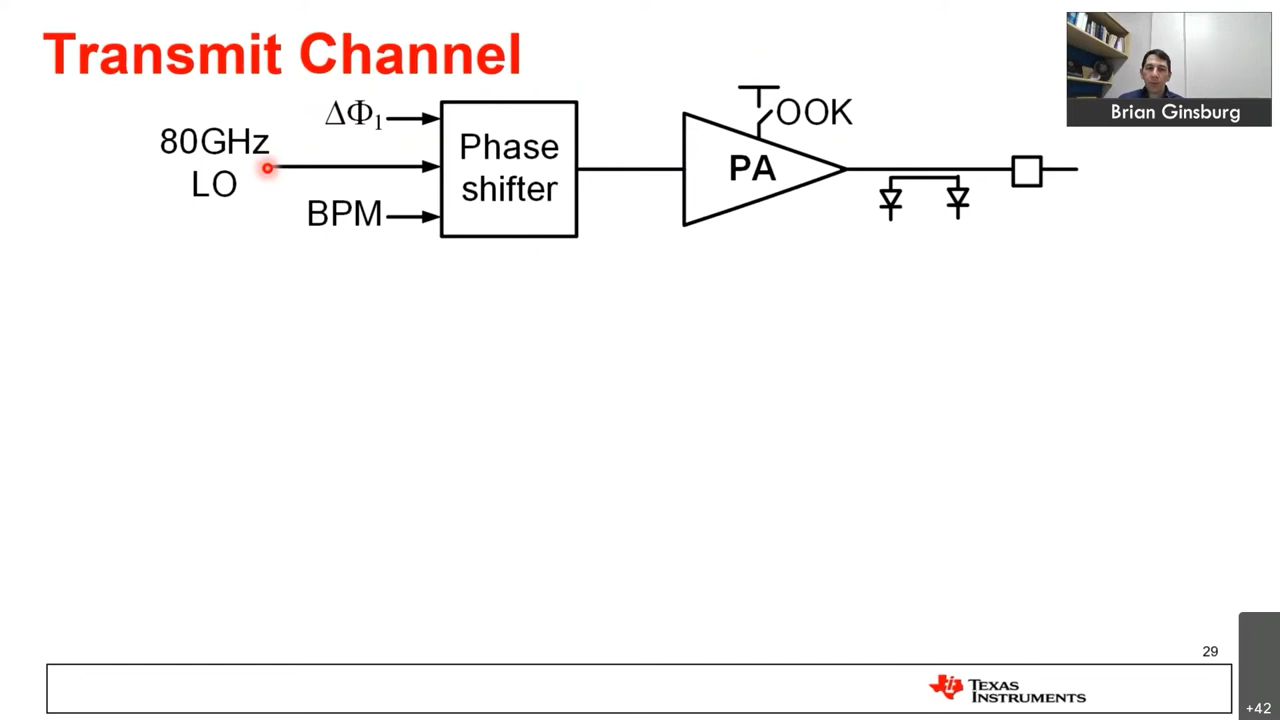 Transmit Channel
Brian Ginsburg
ΔΦ1
80GHz
LO
BPM
Phase
shifter
PA
OOK
29
TEXAS
INSTRUMENTS
+42